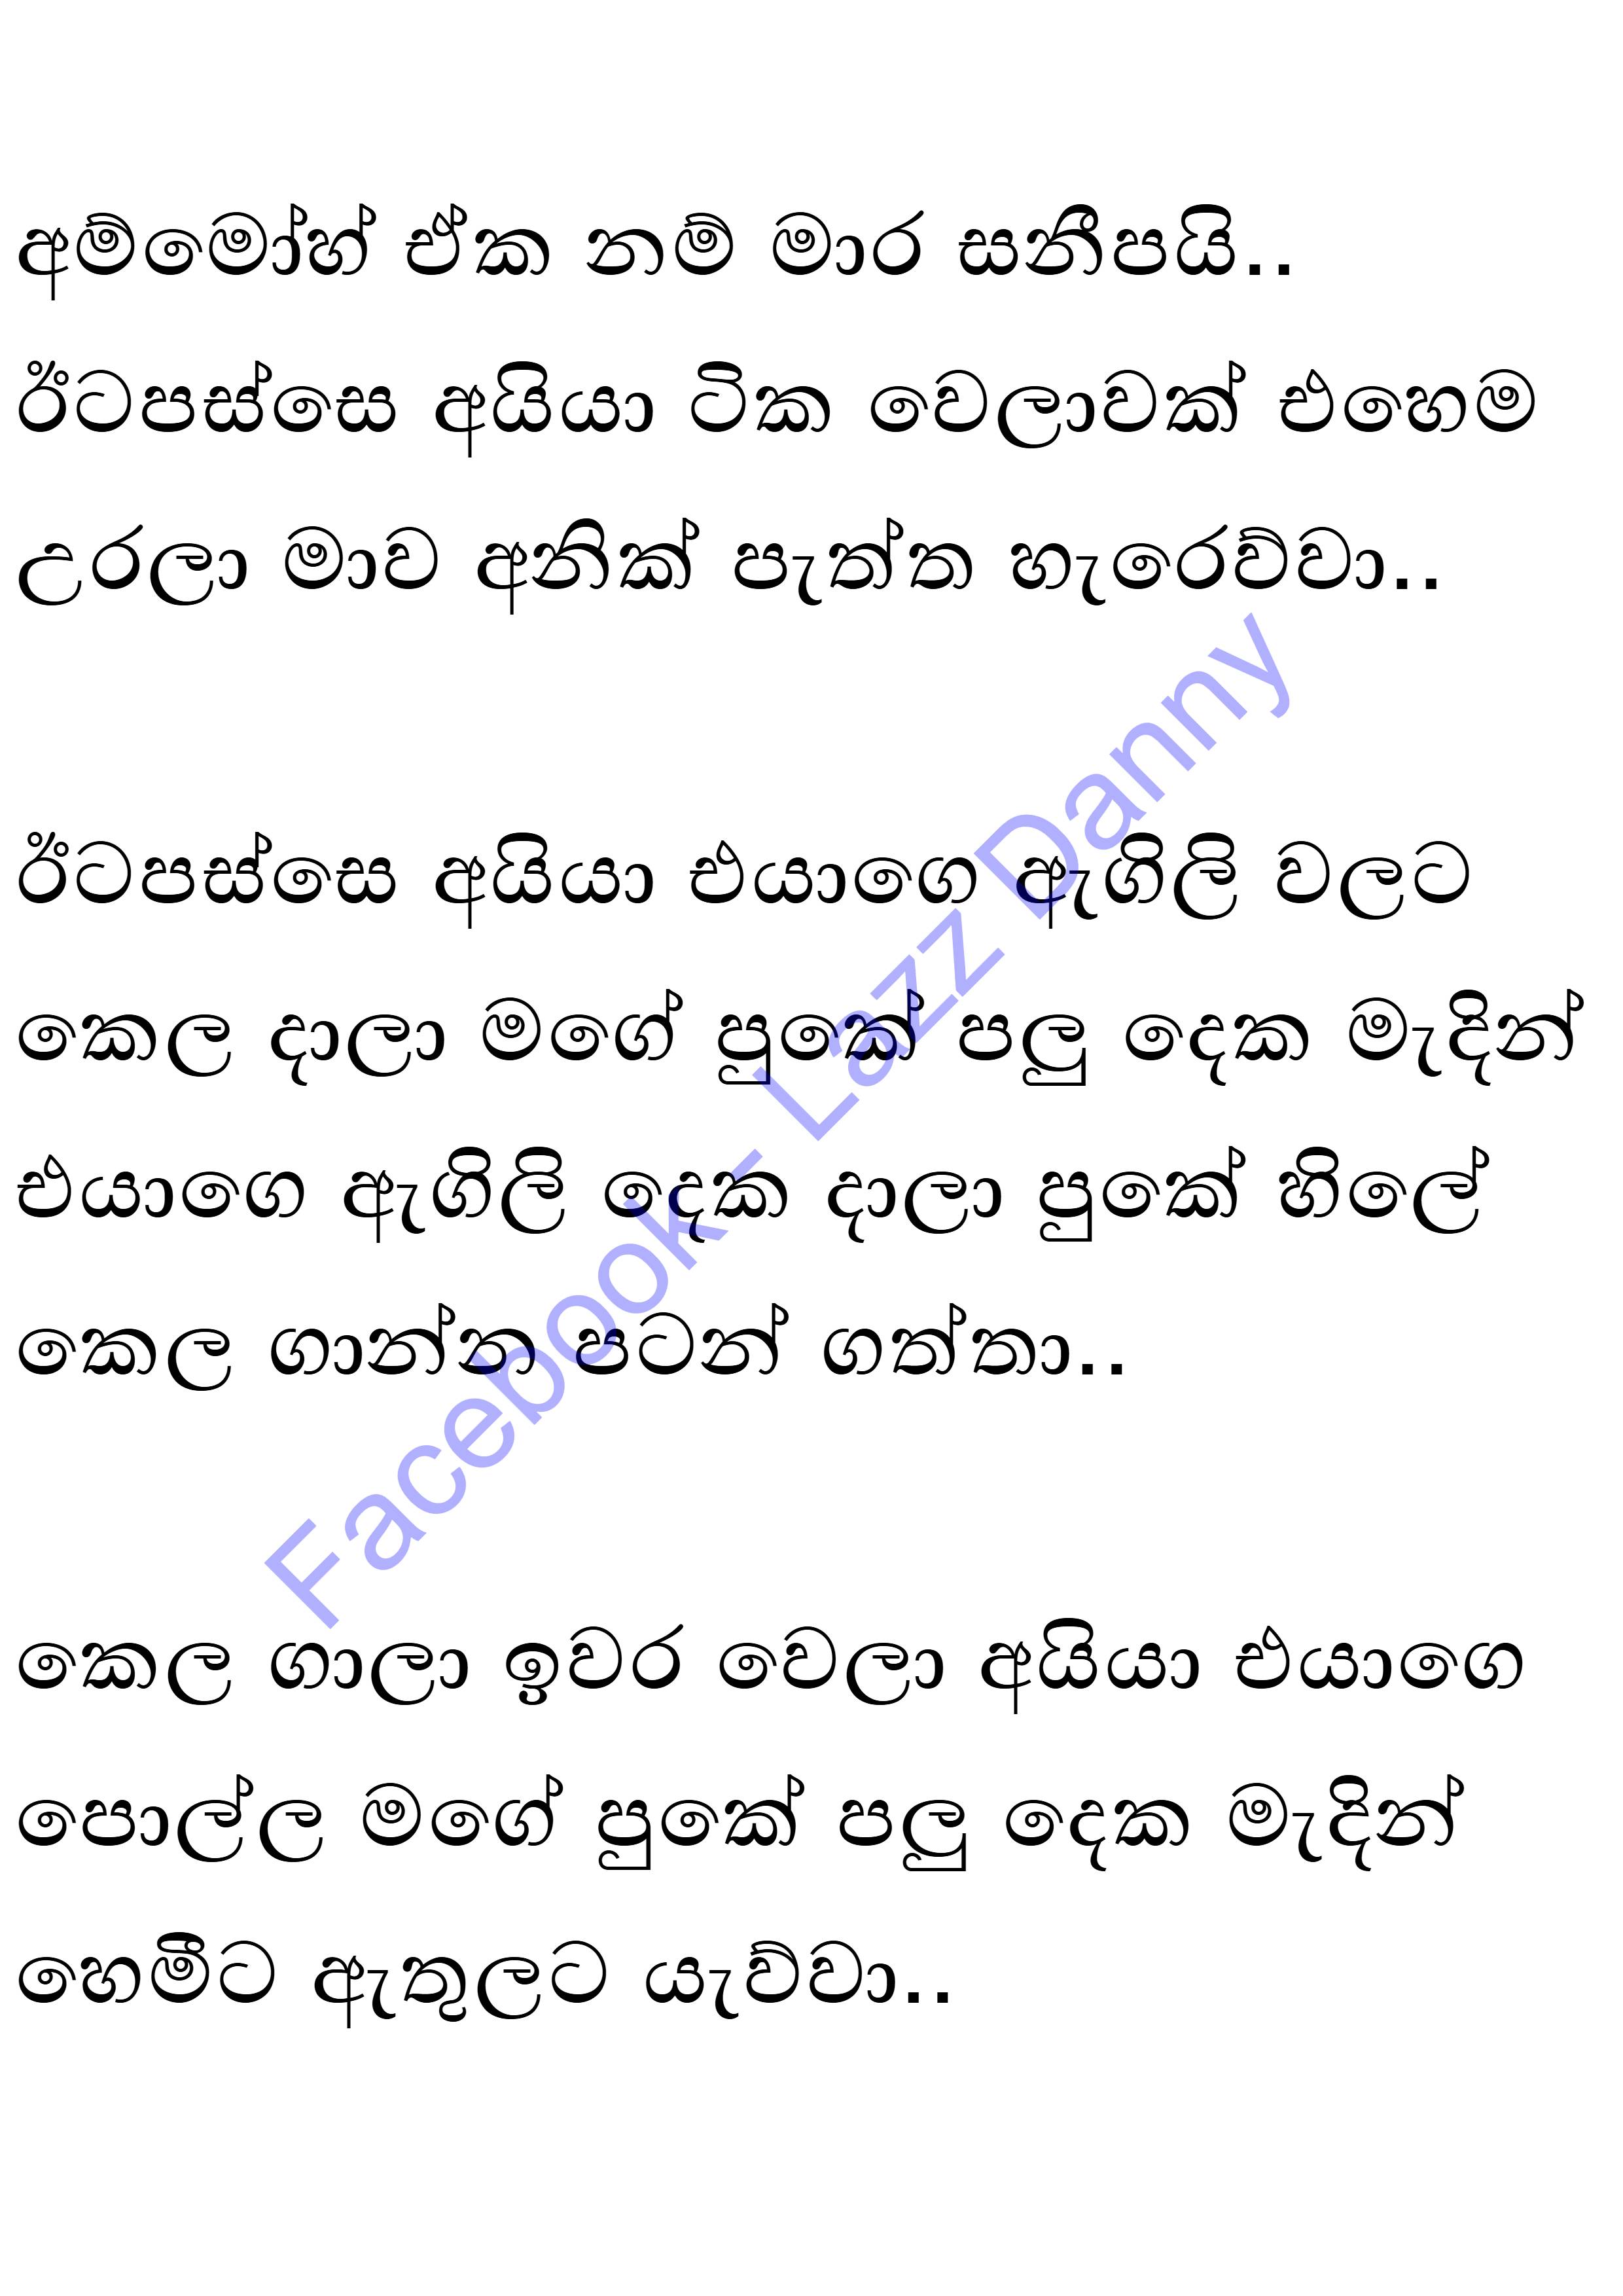 අම්මෝහ් ඒක නම් මාර සනීපයි..
ඊටපස්සෙ අයියා ටික වෙලාවක් එහෙම
උරලා මාව අනික් පැත්ත හැරෙව්වා..
ඊටපස්සෙ අයියා එයාගෙ ඇගිලි වලට
කෙල දාලා මගේ පුකේ පලු දෙක මැදින්
එයාගෙ ඇගිලි දෙක දාලා පුකේ හිලේ
කෙල ගාන්න පටන් ගත්තා..
කෙල ගාලා ඉවර වෙලා අයියා එයාගෙ
පොල්ල මගේ පුකේ පලු දෙක මැදින්
හෙමීට ඇතුලට යැව්වා..
Facebook- Lazz Danny